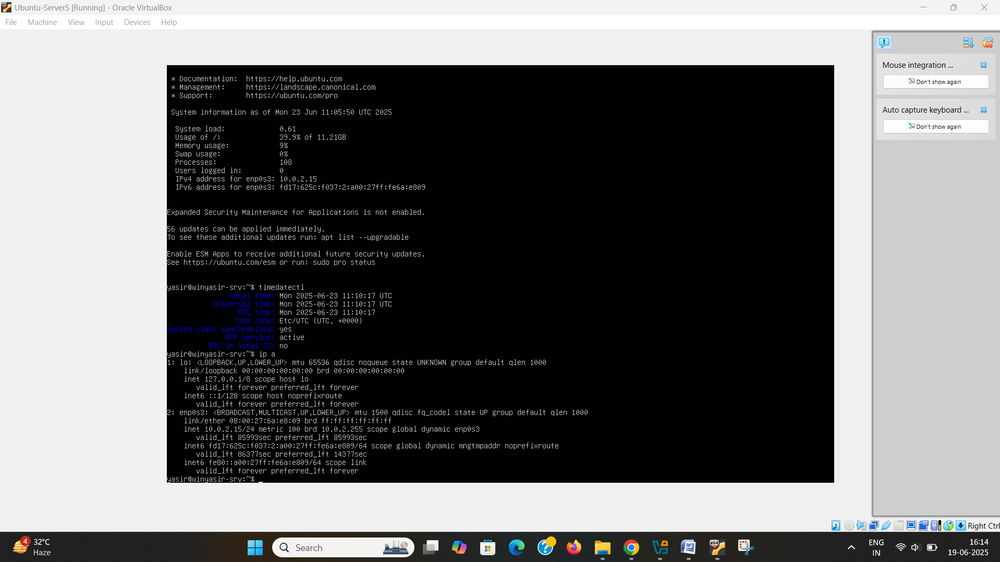 Ubuntu-ServerS [Running] - Oracle VirtualBox
File Machine View Input Devices Help
* Documentation: https://help.ubuntu.com
* Management: https://landscape.canonical.com
* Support: https://ubuntu.com/pro
System information as of Mon 23 Jun 11:05:50 UTC 2025
System load: 0.61
Usage of /: 39.9% of 11.21GB
Memory usage: 9%
Swap usage: 0%
Processes: 108
Users logged in: 0
IPv4 address for enp0s3: 10.0.2.15
IPv6 address for enp0s3: fd17:625c:f037:2:a00:27ff:fe6a:e809
Expanded Security Maintenance for Applications is not enabled.
56 updates can be applied immediately.
To see these additional updates run: apt list --upgradable
Enable ESM Apps to receive additional future security updates.
See https://ubuntu.com/esm or run: sudo pro status
yasir@winyasir-srv:~$ timedatectl
Local time: Mon 2025-06-23 11:10:17 UTC
Universal time: Mon 2025-06-23 11:10:17 UTC
RTC time: Mon 2025-06-23 11:10:17
Time zone: Etc/UTC (UTC, +0000)
System clock synchronized: yes
NTP service: active
RTC in local TZ: no
yasir@winyasir-srv:~$ ip a
1: lo: <LOOPBACK,UP,LOWER_UP> mtu 65536 qdisc noqueue state UNKNOWN group default qlen 1000
link/loopback 00:00:00:00:00:00 brd 00:00:00:00:00:00
inet 127.0.0.1/8 scope host lo
valid_lft forever preferred_lft forever
inet6 ::1/128 scope host noprefixroute
valid_lft forever preferred_lft forever
2: enp0s3: <BROADCAST,MULTICAST,UP,LOWER_UP> mtu 1500 qdisc fq_codel state UP group default qlen 1000
link/ether 08:00:27:6a:e8:09 brd ff:ff:ff:ff:ff:ff
inet 10.0.2.15/24 metric 100 brd 10.0.2.255 scope global dynamic enp0s3
valid_lft 85993sec preferred_lft 85993sec
inet6 fd17:625c:f037:2:a00:27ff:fe6a:e809/64 scope global dynamic mngtmpaddr noprefixroute
valid_lft 86377sec preferred_lft 14377sec
inet6 fe80::a00:27ff:fe6a:e809/64 scope link
valid_lft forever preferred_lft forever
yasir@winyasir-srv:~$ _
Mouse integration ...
Don't show again
Auto capture keyboard ...
Don't show again
Right Ctrl
4
32°C
Haze
Search
ENG
IN
16:14
19-06-2025